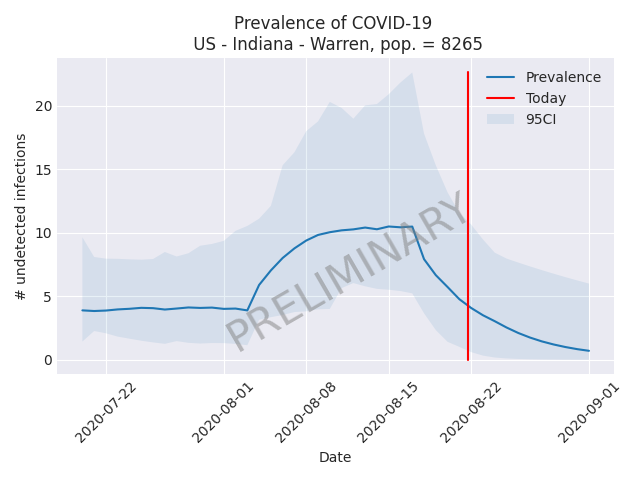 Prevalence of COVID-19
US - Indiana - Warren, pop. = 8265
Prevalence
Today
95CI
# undetected infections
20
15
10
5
0
PRELIMINARY
2020-07-22
2020-08-01
2020-08-08
2020-08-15
2020-08-22
2020-09-01
Date